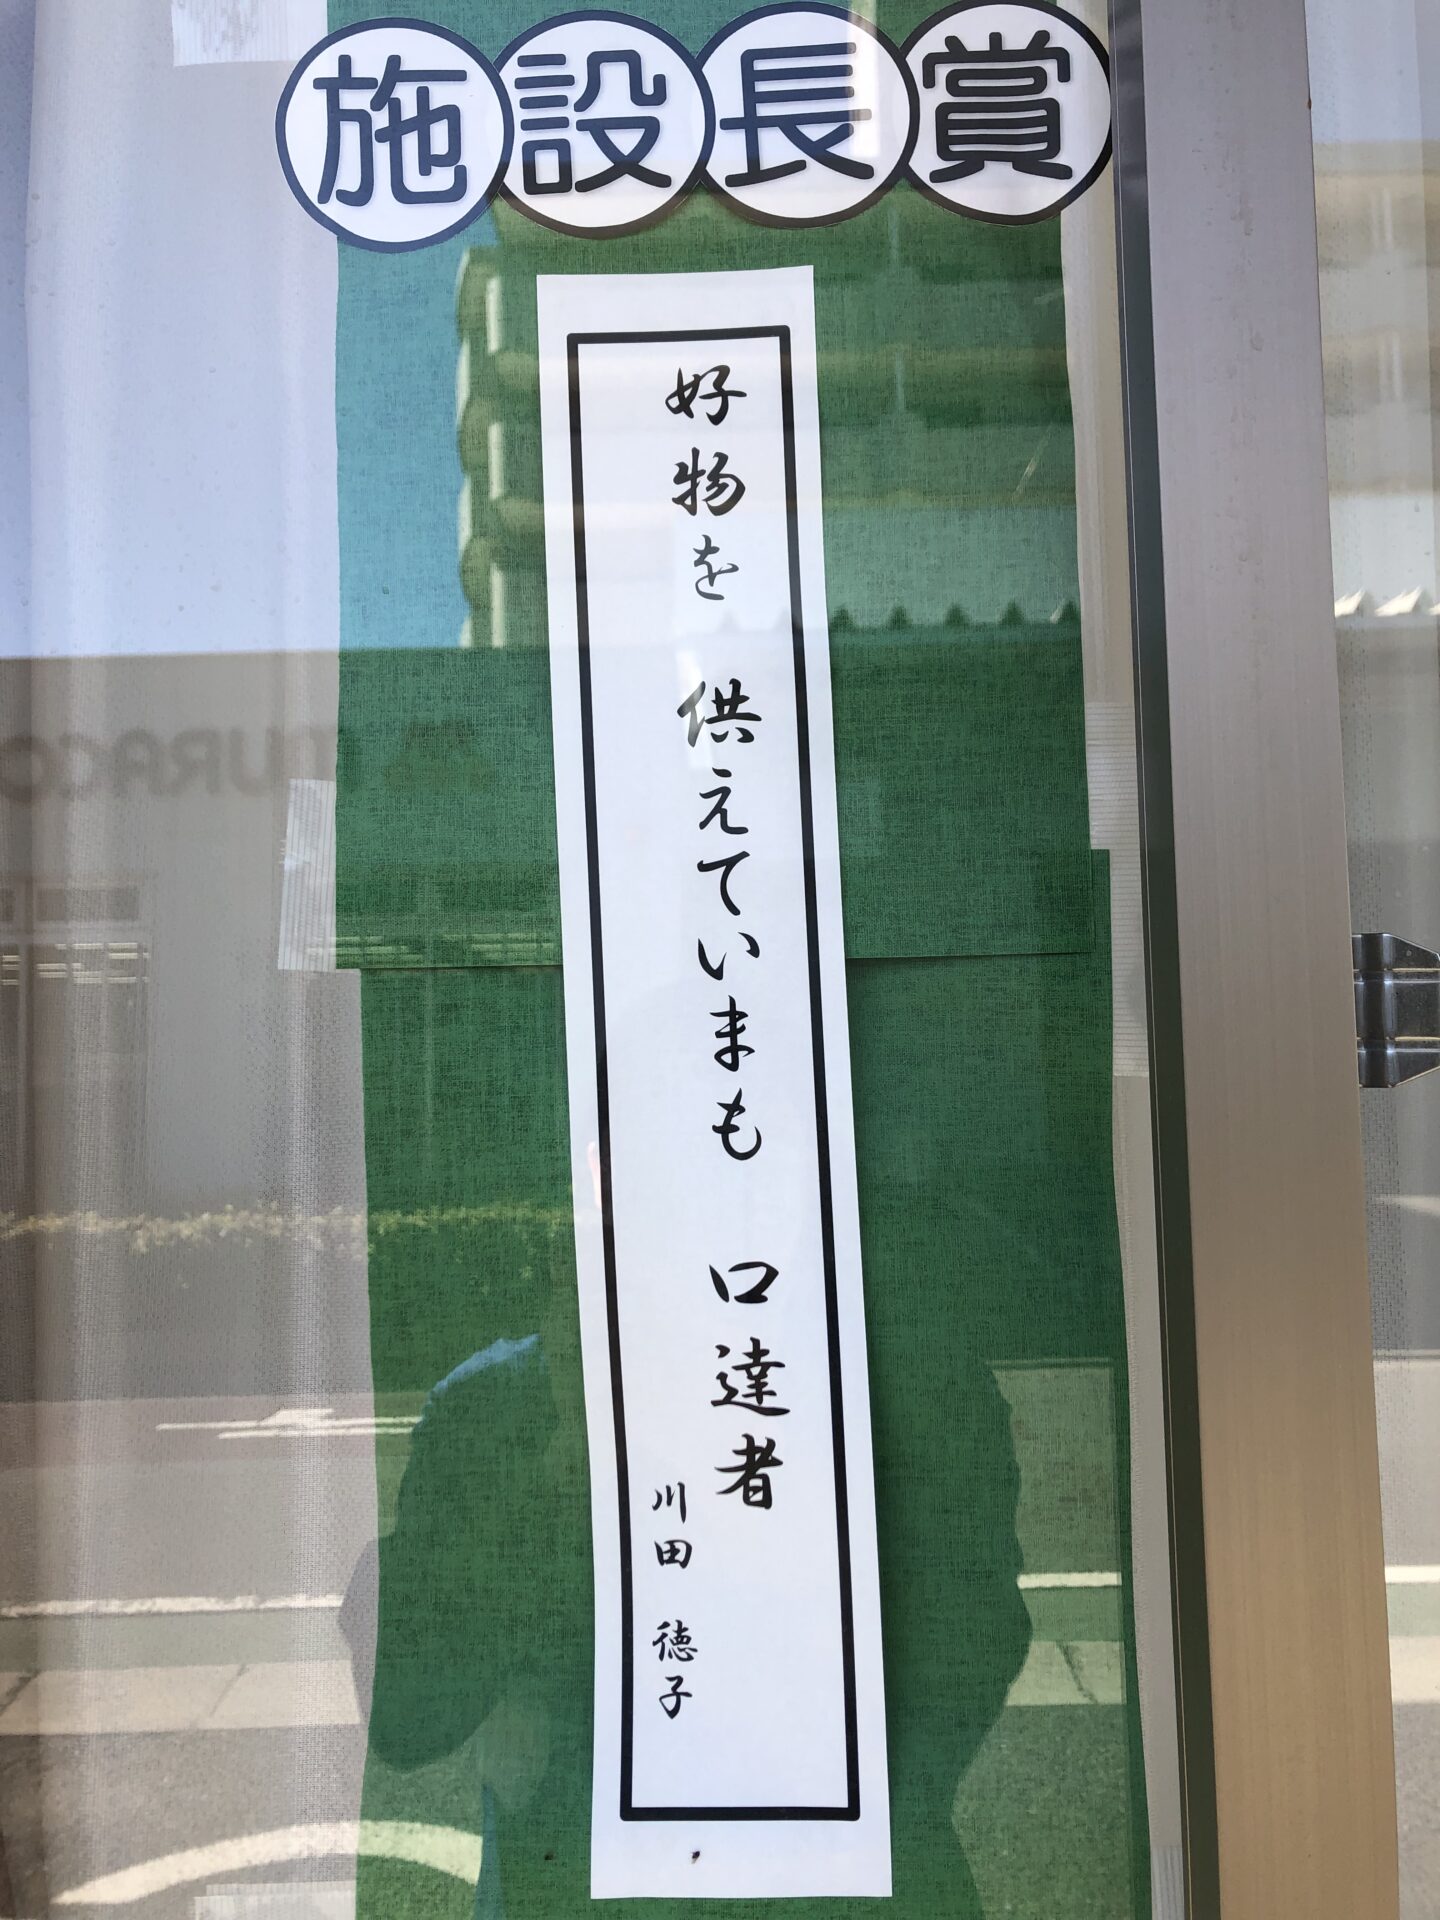 施設長賞
好物を 供えていまも 口達者
川田 徳子